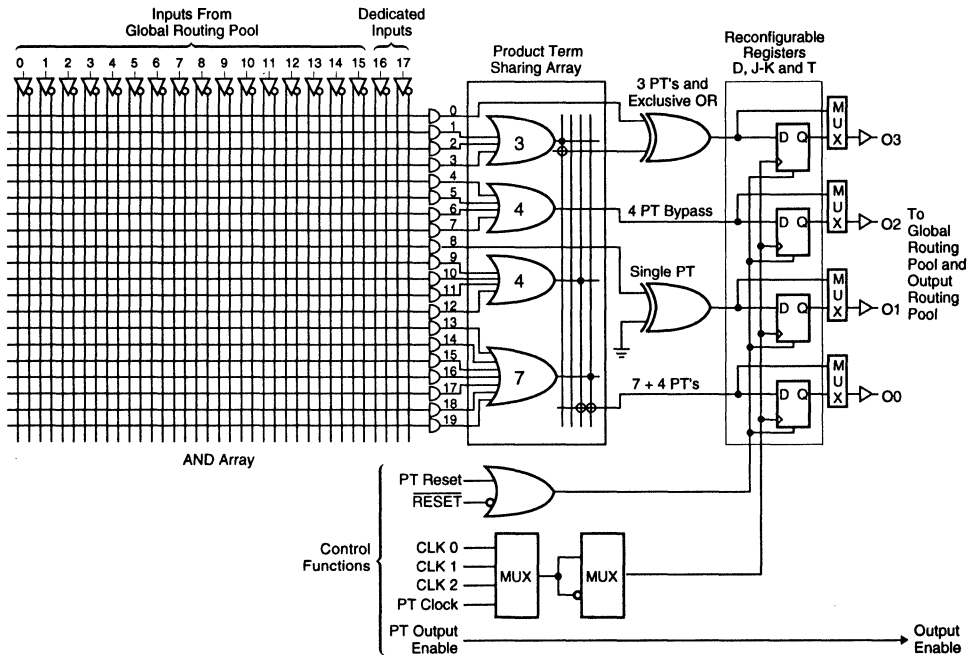 Inputs From
Global Routing Pool
Dedicated
Inputs
0 1 2 3 4 5 6 7 8 9 10 11 12 13 14 15 16 17
Product Term
Sharing Array
Reconfigurable
Registers
D, J-K and T
3 PT's and
Exclusive OR
0
1
2
3
4
5
6
7
8
9
10
11
12
13
14
15
16
17
18
19
3
4
4
7
4 PT Bypass
Single PT
7 + 4 PT's
D Q
D Q
D Q
D Q
MUX
MUX
MUX
MUX
O3
O2
O1
O0
To
Global
Routing
Pool and
Output
Routing
Pool
AND Array
Control
Functions
PT Reset
RESET
CLK 0
CLK 1
CLK 2
PT Clock
MUX
MUX
PT Output
Enable
Output
Enable